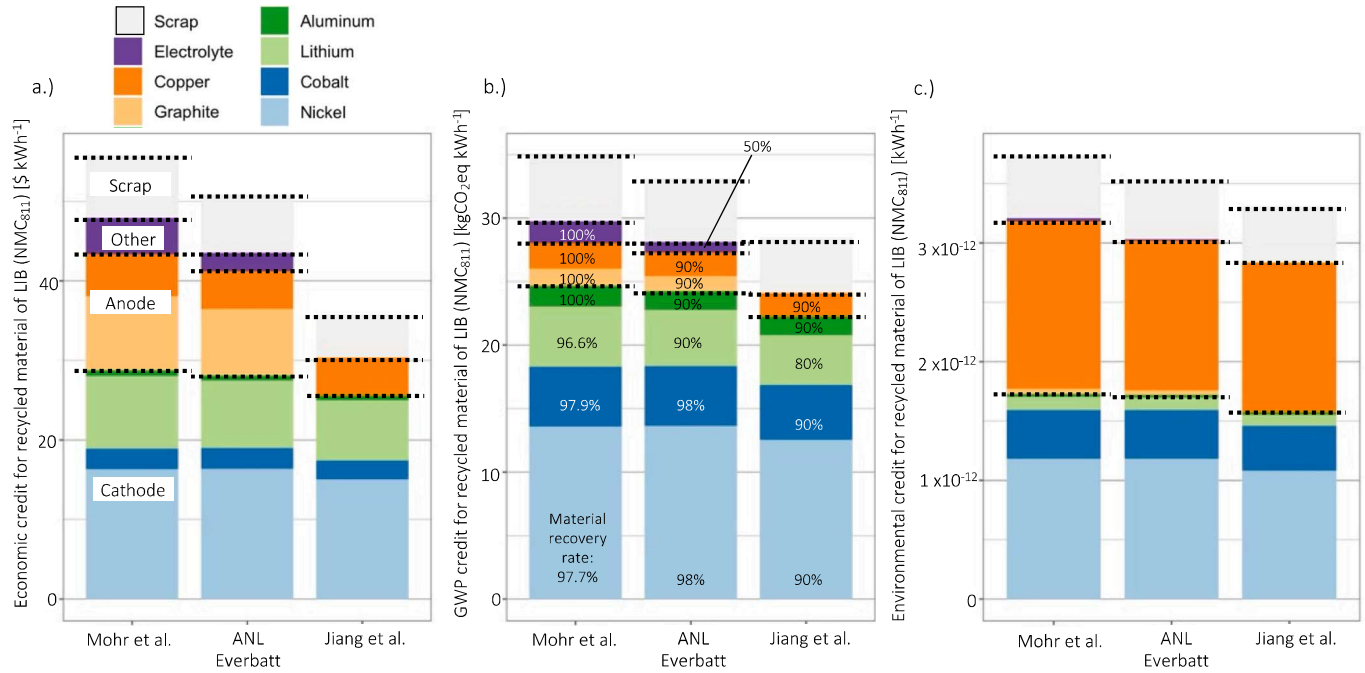 Scrap
Electrolyte
Copper
Graphite
Aluminum
Lithium
Cobalt
Nickel
a.)
Economic credit for recycled material of LIB (NMC811) [$ kWh-1]
40
20
0
Scrap
Other
Anode
Cathode
Mohr et al.
ANL
Everbatt
Jiang et al.
b.)
GWP credit for recycled material of LIB (NMC811) [kgCO2eq kWh-1]
30
20
10
0
50%
100%
100%
100%
100%
96.6%
97.9%
Material
recovery
rate:
97.7%
90%
90%
90%
90%
98%
98%
90%
90%
80%
90%
90%
Mohr et al.
ANL
Everbatt
Jiang et al.
c.)
Environmental credit for recycled material of LIB (NMC811) [kWh-1]
3 x10-12
2 x10-12
1 x10-12
0
Mohr et al.
ANL
Everbatt
Jiang et al.